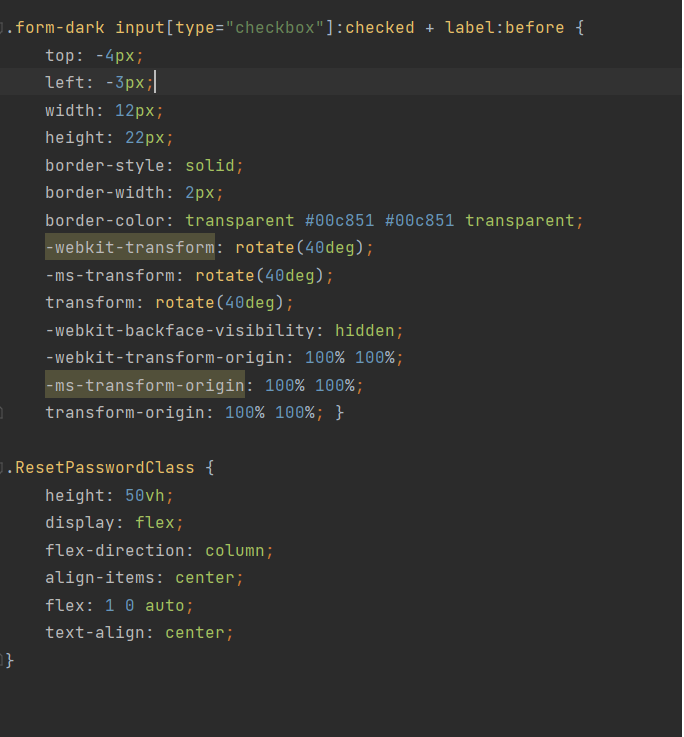 .form-dark input[type="checkbox"]:checked + label:before {
    top: -4px;
    left: -3px;
    width: 12px;
    height: 22px;
    border-style: solid;
    border-width: 2px;
    border-color: transparent #00c851 #00c851 transparent;
    -webkit-transform: rotate(40deg);
    -ms-transform: rotate(40deg);
    transform: rotate(40deg);
    -webkit-backface-visibility: hidden;
    -webkit-transform-origin: 100% 100%;
    -ms-transform-origin: 100% 100%;
    transform-origin: 100% 100%; }

.ResetPasswordClass {
    height: 50vh;
    display: flex;
    flex-direction: column;
    align-items: center;
    flex: 1 0 auto;
    text-align: center;
}